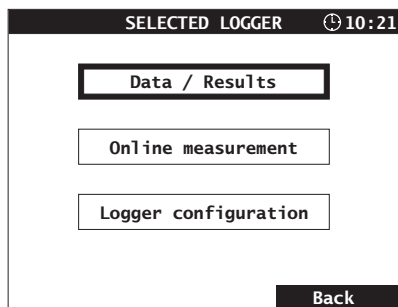 SELECTED LOGGER 10:21
Data / Results
Online measurement
Logger configuration
Back